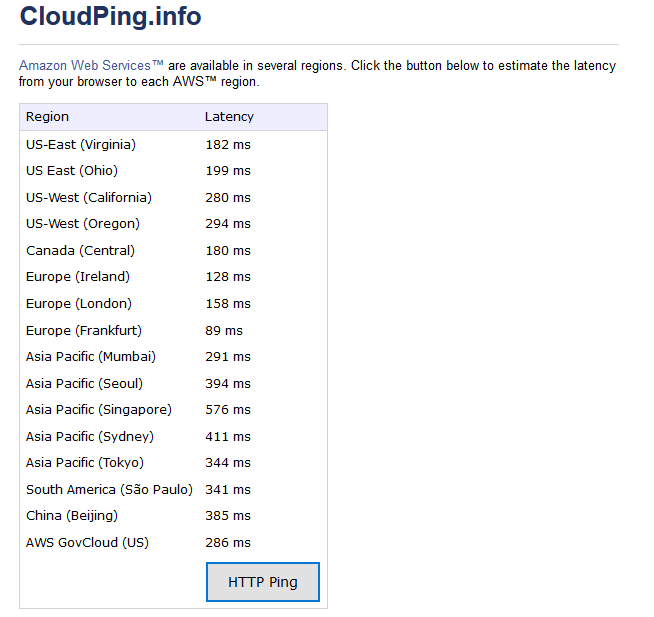 CloudPing.info
Amazon Web Services™ are available in several regions. Click the button below to estimate the latency
from your browser to each AWS™ region.
Region Latency
US-East (Virginia) 182 ms
US East (Ohio) 199 ms
US-West (California) 280 ms
US-West (Oregon) 294 ms
Canada (Central) 180 ms
Europe (Ireland) 128 ms
Europe (London) 158 ms
Europe (Frankfurt) 89 ms
Asia Pacific (Mumbai) 291 ms
Asia Pacific (Seoul) 394 ms
Asia Pacific (Singapore) 576 ms
Asia Pacific (Sydney) 411 ms
Asia Pacific (Tokyo) 344 ms
South America (São Paulo) 341 ms
China (Beijing) 385 ms
AWS GovCloud (US) 286 ms
HTTP Ping